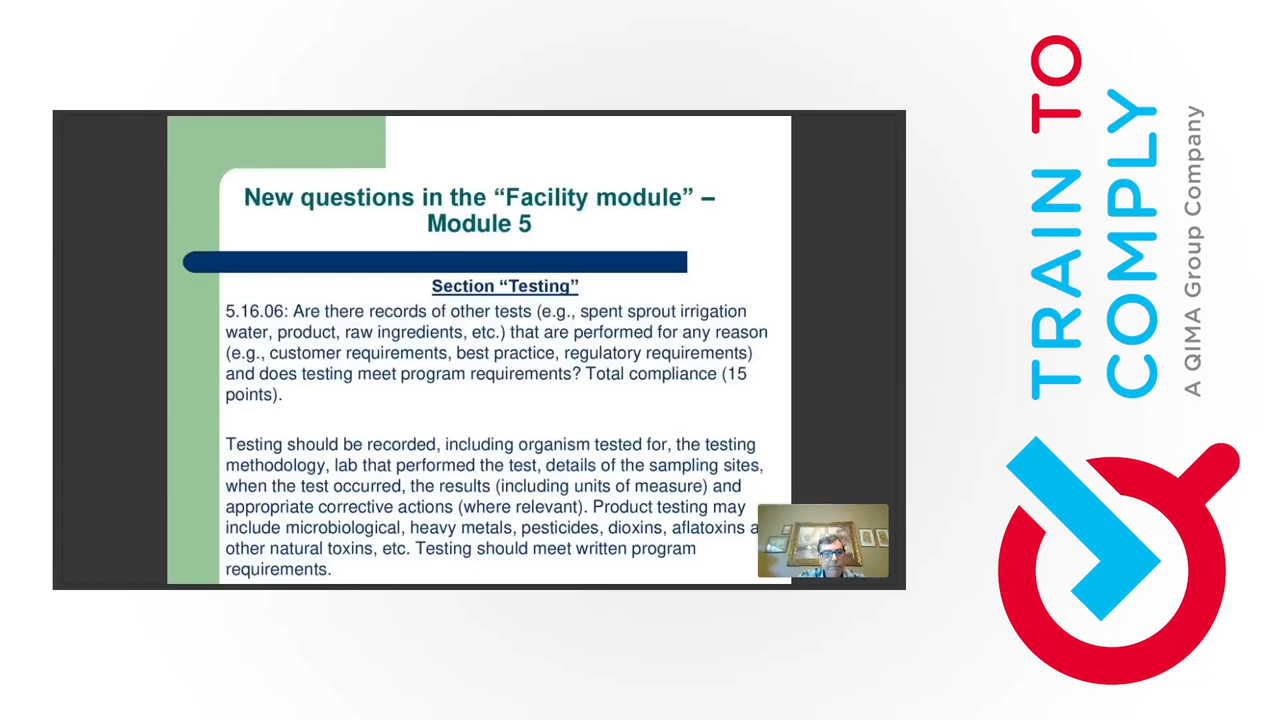 New questions in the “Facility module” –
Module 5
Section “Testing”
5.16.06: Are there records of other tests (e.g., spent sprout irrigation
water, product, raw ingredients, etc.) that are performed for any reason
(e.g., customer requirements, best practice, regulatory requirements)
and does testing meet program requirements? Total compliance (15
points).
Testing should be recorded, including organism tested for, the testing
methodology, lab that performed the test, details of the sampling sites,
when the test occurred, the results (including units of measure) and
appropriate corrective actions (where relevant). Product testing may
include microbiological, heavy metals, pesticides, dioxins, aflatoxins
other natural toxins, etc. Testing should meet written program
requirements.
TRAIN TO
COMPLY
A QIMA Group Company